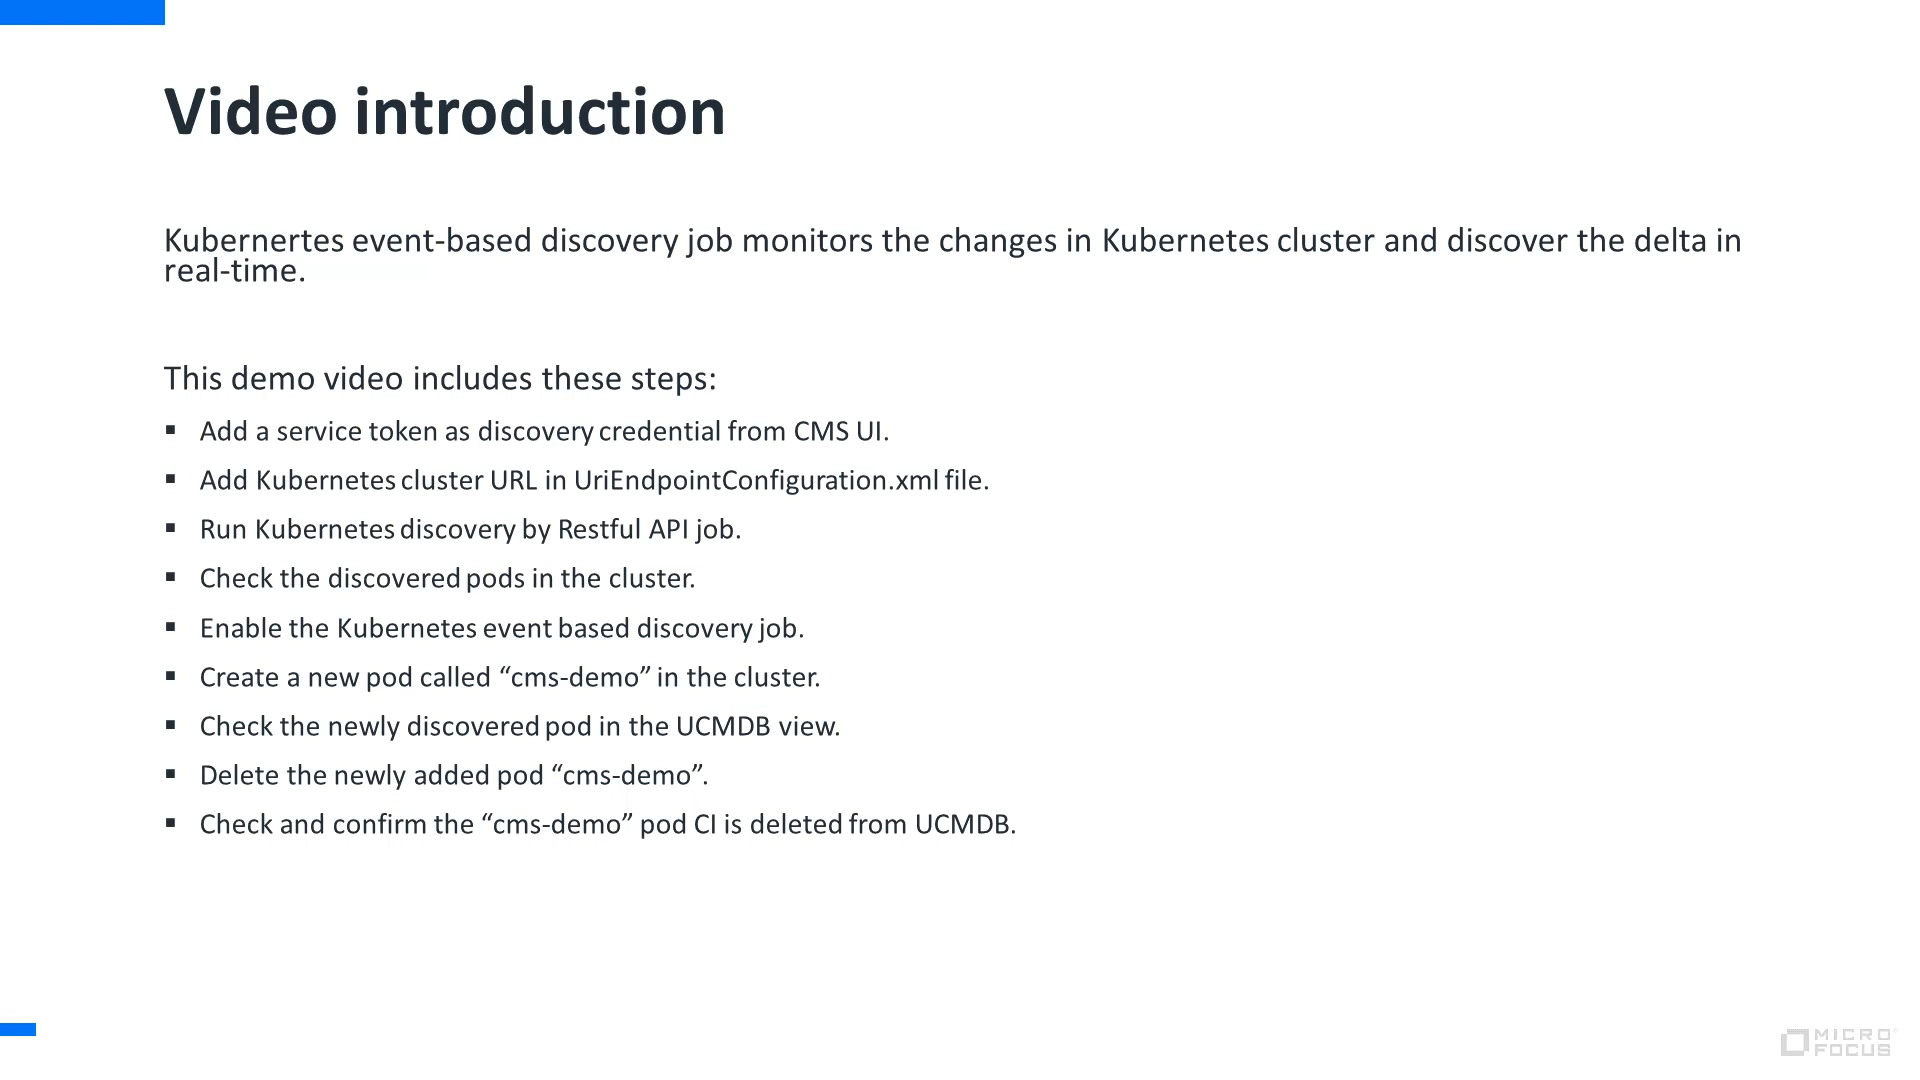 Video introduction
Kubernertes event-based discovery job monitors the changes in Kubernetes cluster and discover the delta in
real-time.
This demo video includes these steps:
▪ Add a service token as discovery credential from CMS UI.
▪ Add Kubernetes cluster URL in UriEndpointConfiguration.xml file.
▪ Run Kubernetes discovery by Restful API job.
▪ Check the discovered pods in the cluster.
▪ Enable the Kubernetes event based discovery job.
▪ Create a new pod called “cms-demo” in the cluster.
▪ Check the newly discovered pod in the UCMDB view.
▪ Delete the newly added pod “cms-demo”.
▪ Check and confirm the “cms-demo” pod CI is deleted from UCMDB.
MICRO
FOCUS